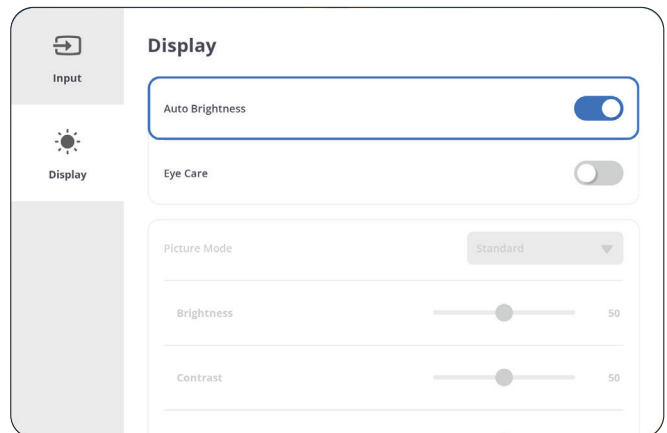 Display
Input
Display
Auto Brightness
Eye Care
Picture Mode Standard
Brightness 50
Contrast 50